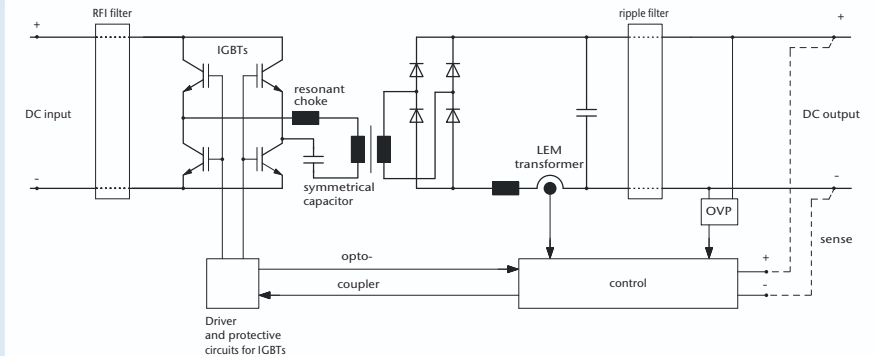 RFI filter
ripple filter
+
+
IGBTs
resonant
choke
DC input
DC output
LEM
transformer
-
-
symmetrical
capacitor
OVP
sense
opto-
+
coupler
control
-
Driver
and protective
circuits for IGBTs